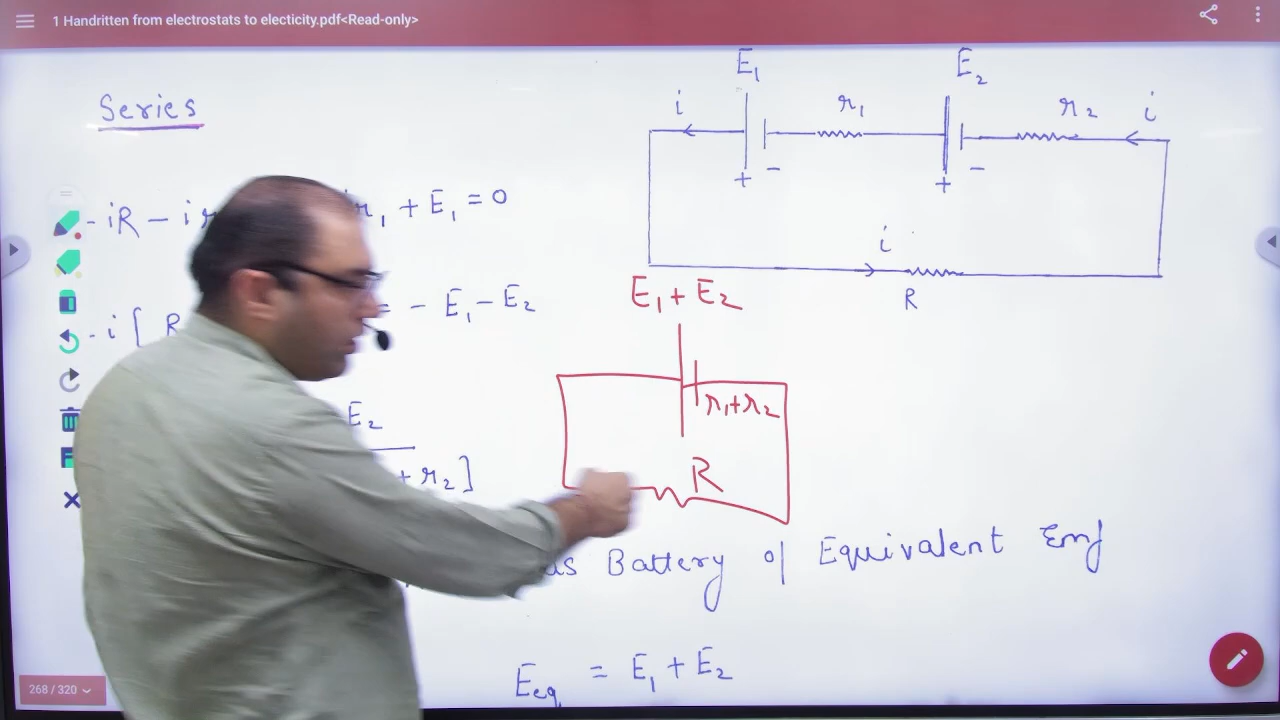 1 Handritten from electrostats to electicity.pdf<Read-only>
Series
E₁ E₂
i r₁ r₂ i
+ − + −
- iR - i r₁ + E₁ = 0
i
R
- i [ R = - E₁ - E₂
E₁ + E₂
r₁+r₂
R
E₂
+ r₂ ]
as Battery of Equivalent Emf
Eeq = E₁ + E₂
268 / 320